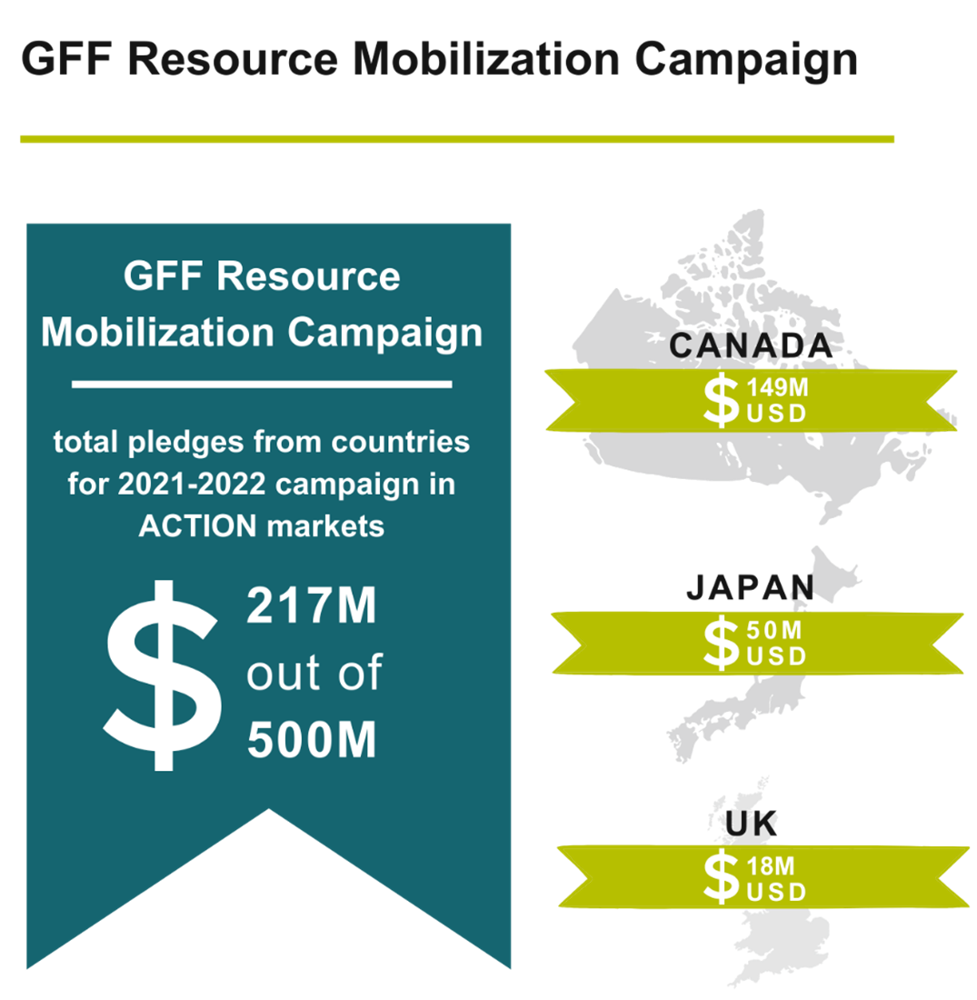 GFF Resource Mobilization Campaign
GFF Resource
Mobilization Campaign
total pledges from countries
for 2021-2022 campaign in
ACTION markets
$ 217M
out of
500M
CANADA
$ 149M
USD
JAPAN
$ 50M
USD
UK
$ 18M
USD